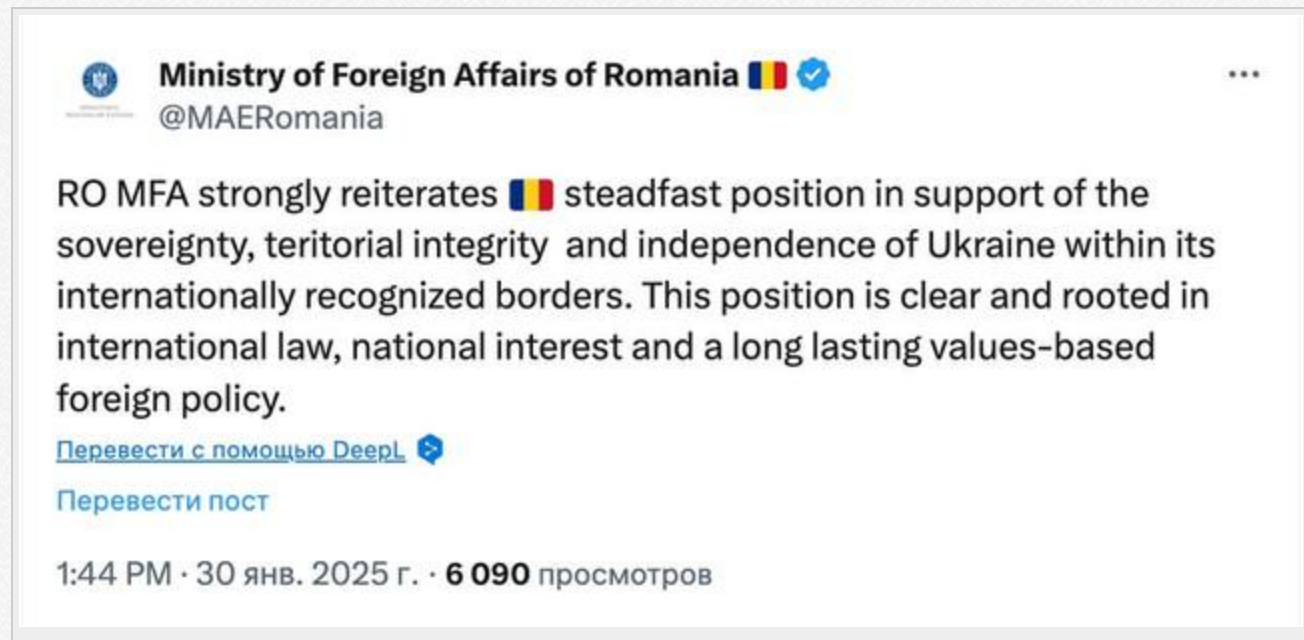 Ministry of Foreign Affairs of Romania 🇷🇴
@MAERomania
RO MFA strongly reiterates 🇷🇴 steadfast position in support of the
sovereignty, teritorial integrity  and independence of Ukraine within its
internationally recognized borders. This position is clear and rooted in
international law, national interest and a long lasting values-based
foreign policy.
Перевести с помощью DeepL
Перевести пост
1:44 PM · 30 янв. 2025 г. · 6 090 просмотров